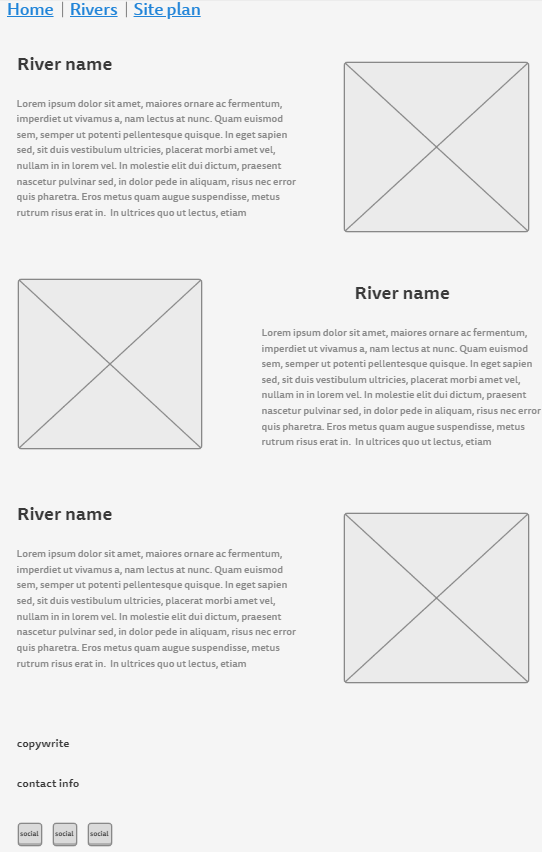 Home | Rivers | Site plan
River name
Lorem ipsum dolor sit amet, maiores ornare ac fermentum,
imperdiet ut vivamus a, nam lectus at nunc. Quam euismod
sem, semper ut potenti pellentesque quisque. In eget sapien
sed, sit duis vestibulum ultricies, placerat morbi amet vel,
nullam in in lorem vel. In molestie elit dui dictum, praesent
nascetur pulvinar sed, in dolor pede in aliquam, risus nec error
quis pharetra. Eros metus quam augue suspendisse, metus
rutrum risus erat in.  In ultrices quo ut lectus, etiam
River name
Lorem ipsum dolor sit amet, maiores ornare ac fermentum,
imperdiet ut vivamus a, nam lectus at nunc. Quam euismod
sem, semper ut potenti pellentesque quisque. In eget sapien
sed, sit duis vestibulum ultricies, placerat morbi amet vel,
nullam in in lorem vel. In molestie elit dui dictum, praesent
nascetur pulvinar sed, in dolor pede in aliquam, risus nec error
quis pharetra. Eros metus quam augue suspendisse, metus
rutrum risus erat in.  In ultrices quo ut lectus, etiam
River name
Lorem ipsum dolor sit amet, maiores ornare ac fermentum,
imperdiet ut vivamus a, nam lectus at nunc. Quam euismod
sem, semper ut potenti pellentesque quisque. In eget sapien
sed, sit duis vestibulum ultricies, placerat morbi amet vel,
nullam in in lorem vel. In molestie elit dui dictum, praesent
nascetur pulvinar sed, in dolor pede in aliquam, risus nec error
quis pharetra. Eros metus quam augue suspendisse, metus
rutrum risus erat in.  In ultrices quo ut lectus, etiam
copywrite
contact info
social social social